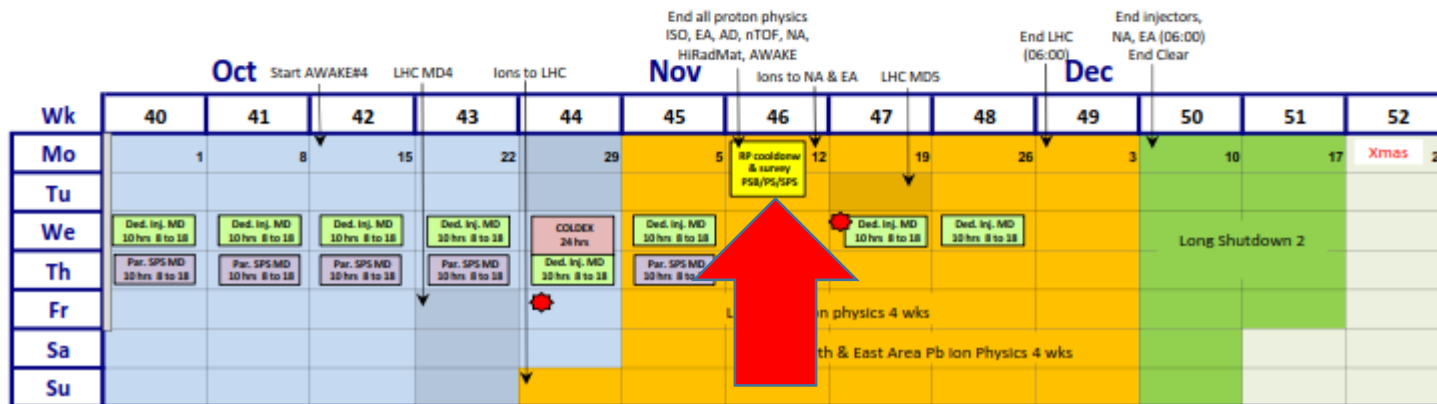 End all proton physics
ISO, EA, AD, nTOF, NA,
HiRadMat, AWAKE
End injectors,
NA, EA (06:00)
End Clear
End LHC
(06:00)
Oct
Start AWAKE#4
LHC MD4
Ions to LHC
Nov
Ions to NA & EA
LHC MD5
Dec
Wk 40 41 42 43 44 45 46 47 48 49 50 51 52
Mo 1 8 15 22 29 5 12 19 26 3 10 17 Xmas 2
RP cooldonw
& survey
PSB/PS/SPS
Tu
We
Ded. Inj. MD Ded. Inj. MD Ded. Inj. MD Ded. Inj. MD COLDEX Ded. Inj. MD Ded. Inj. MD Ded. Inj. MD
10 hrs 8 to 18 10 hrs 8 to 18 10 hrs 8 to 18 10 hrs 8 to 18 24 hrs 10 hrs 8 to 18 10 hrs 8 to 18 10 hrs 8 to 18
Long Shutdown 2
Th
Par. SPS MD Par. SPS MD Par. SPS MD Par. SPS MD Ded. Inj. MD Par. SPS MD
10 hrs 8 to 18 10 hrs 8 to 18 10 hrs 8 to 18 10 hrs 8 to 18 10 hrs 8 to 18 10 hrs 8 to 18
Fr
physics 4 wks
Sa
& East Area Pb Ion Physics 4 wks
Su